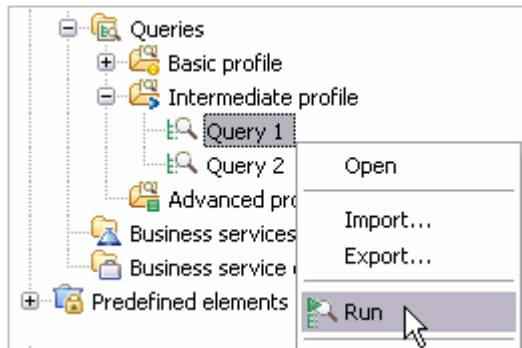 Queries
Basic profile
Intermediate profile
Query 1
Query 2
Open
Advanced
Import...
Business services
Export...
Business service
Predefined elements
Run